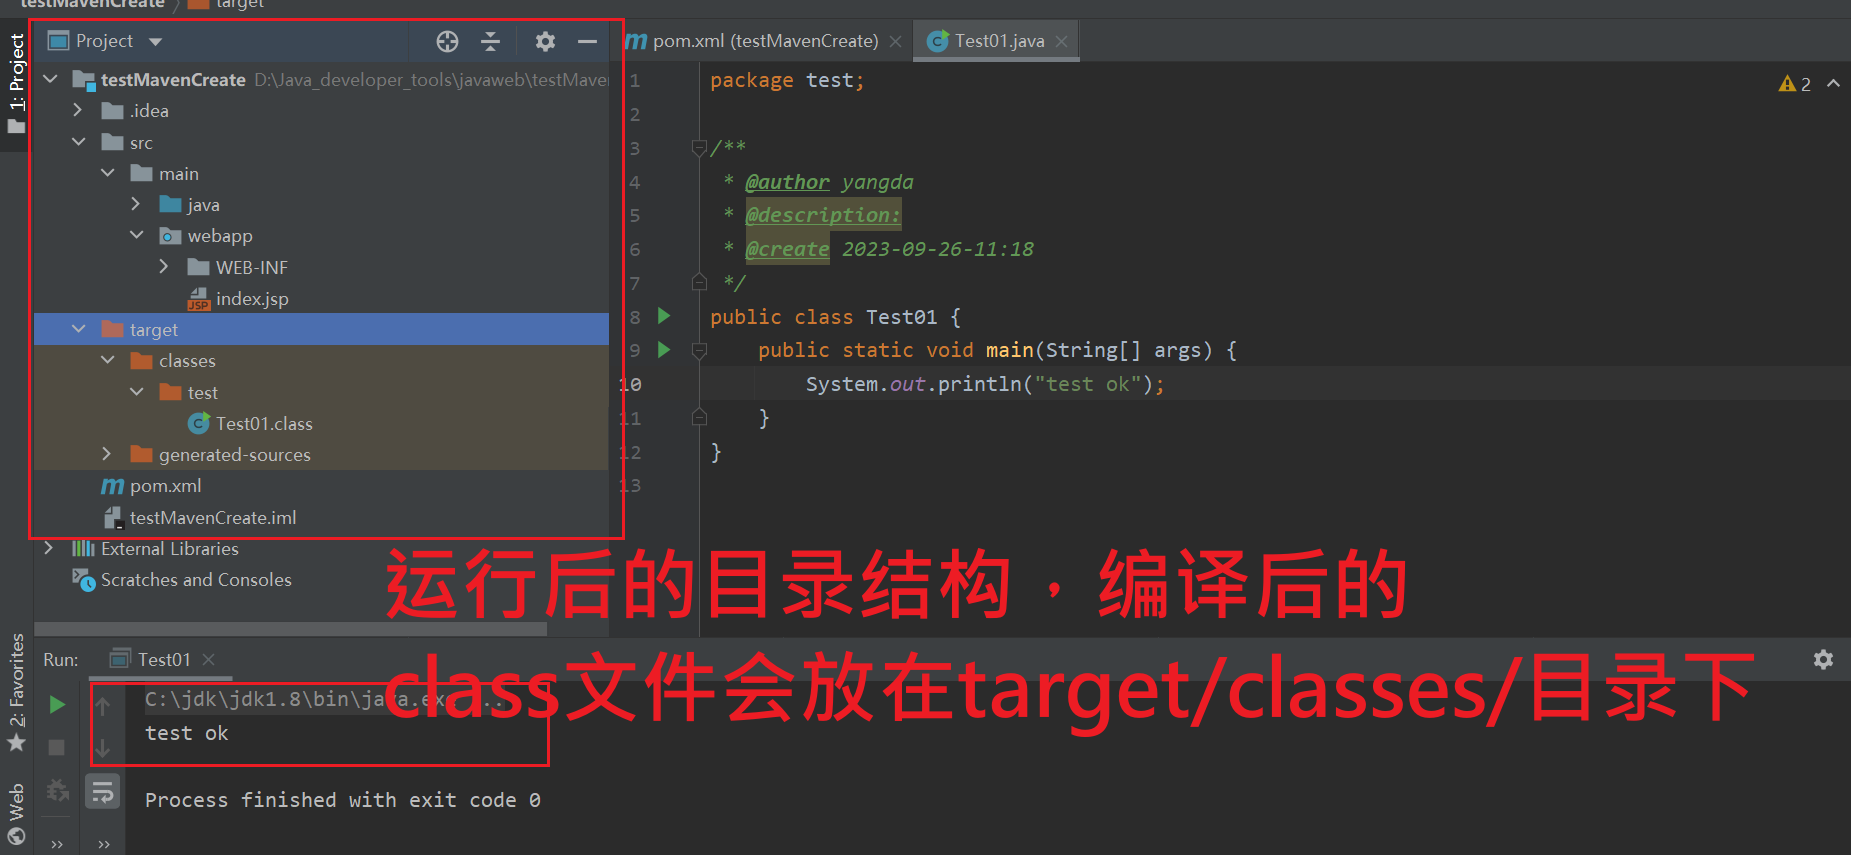 testMavenCreate 〉 target
1: Project
Project
testMavenCreate D:\Java_developer_tools\javaweb\testMaven
.idea
src
main
java
webapp
WEB-INF
index.jsp
target
classes
test
Test01.class
generated-sources
pom.xml
testMavenCreate.iml
External Libraries
Scratches and Consoles
pom.xml (testMavenCreate)
Test01.java
2
1 package test;
2
3 /**
4 * @author yangda
5 * @description:
6 * @create 2023-09-26-11:18
7 */
8 public class Test01 {
9 public static void main(String[] args) {
10 System.out.println("test ok");
11 }
12 }
13
运行后的目录结构，编译后的
class文件会放在target/classes/目录下
2: Favorites
Web
Run: Test01
C:\jdk\jdk1.8\bin\java.exe ...
test ok
Process finished with exit code 0